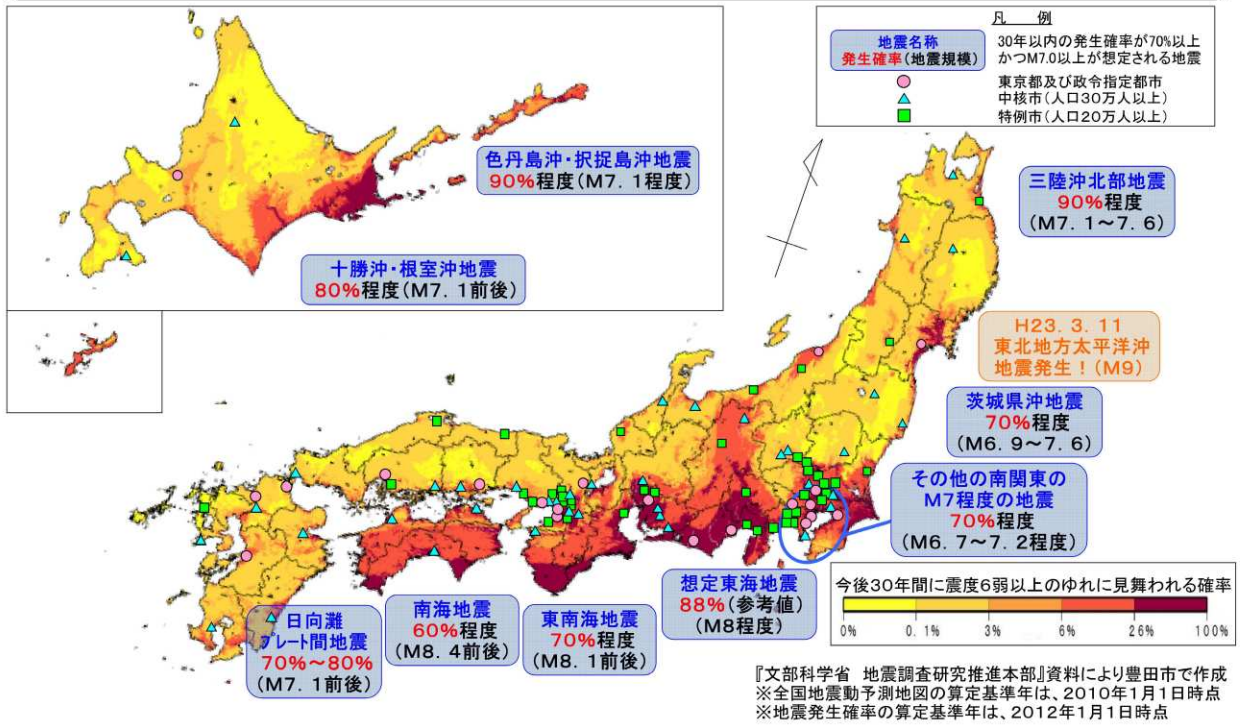 凡　例
地震名称
発生確率(地震規模)
30年以内の発生確率が70%以上
かつM7.0以上が想定される地震
東京都及び政令指定都市
中核市(人口30万人以上)
特例市(人口20万人以上)
色丹島沖・択捉島沖地震
90%程度(M7.1程度)
十勝沖・根室沖地震
80%程度(M7.1前後)
三陸沖北部地震
90%程度
(M7.1～7.6)
H23.3.11
東北地方太平洋沖
地震発生！(M9)
茨城県沖地震
70%程度
(M6.9～7.6)
その他の南関東の
M7程度の地震
70%程度
(M6.7～7.2程度)
想定東海地震
88%(参考値)
(M8程度)
東南海地震
70%程度
(M8.1前後)
南海地震
60%程度
(M8.4前後)
日向灘
プレート間地震
70%～80%
(M7.1前後)
今後30年間に震度6弱以上のゆれに見舞われる確率
0% 0.1% 3% 6% 26% 100%
『文部科学省　地震調査研究推進本部』資料により豊田市で作成
※全国地震動予測地図の算定基準年は、2010年1月1日時点
※地震発生確率の算定基準年は、2012年1月1日時点